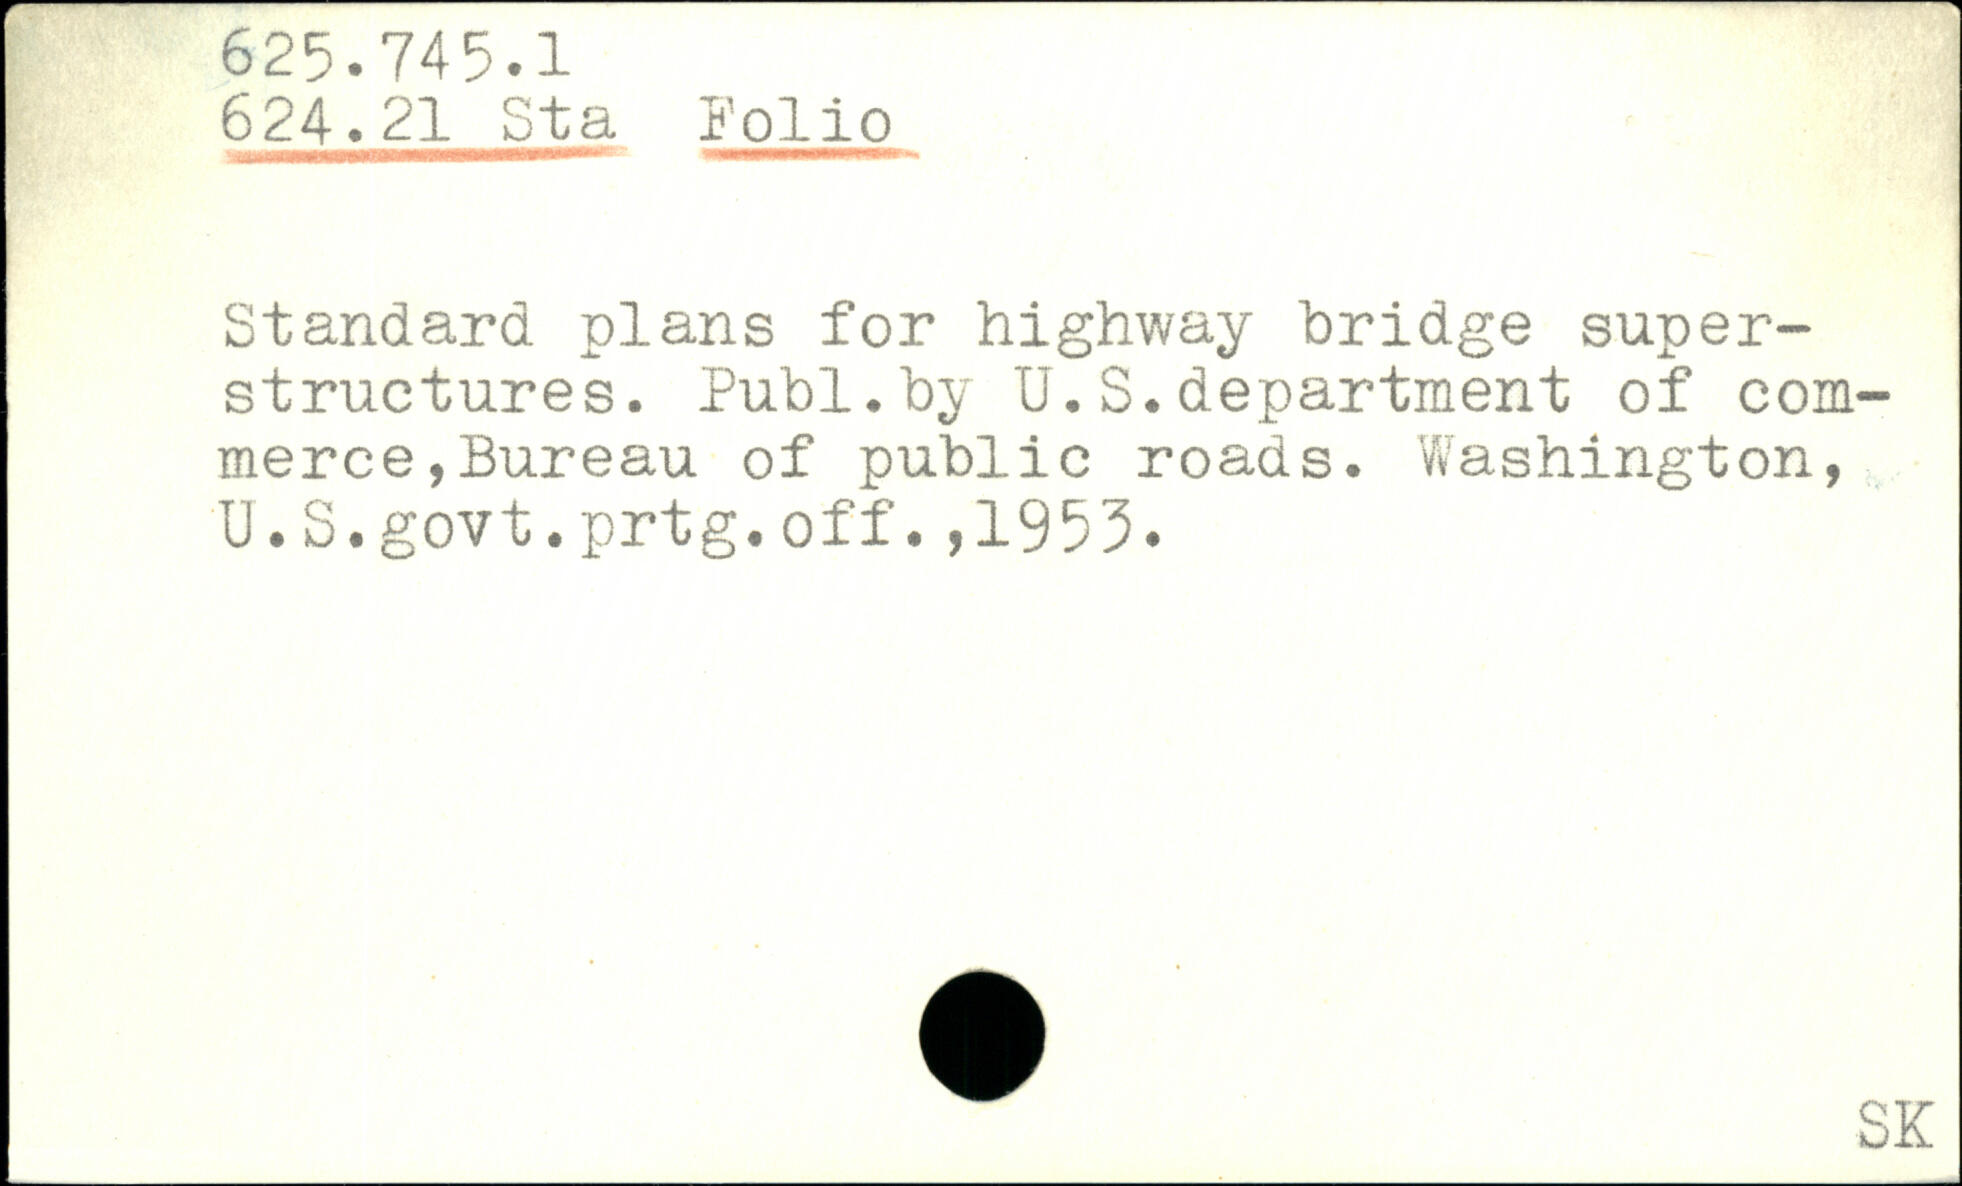 625.745.1
624.21 Sta Folio
Standard plans for highway bridge super-
structures. Publ.by U.S.department of com-
merce,Bureau of public roads. Washington,
U.S.govt.prtg.off.,1953.
SK